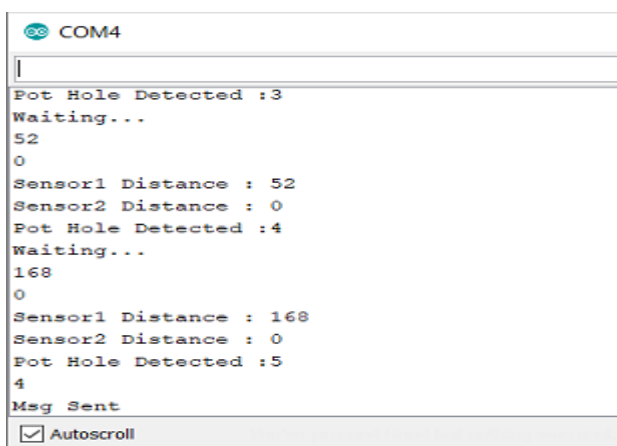 COM4
Pot Hole Detected :3
Waiting...
52
0
Sensor1 Distance : 52
Sensor2 Distance : 0
Pot Hole Detected :4
Waiting...
168
0
Sensor1 Distance : 168
Sensor2 Distance : 0
Pot Hole Detected :5
4
Msg Sent
Autoscroll